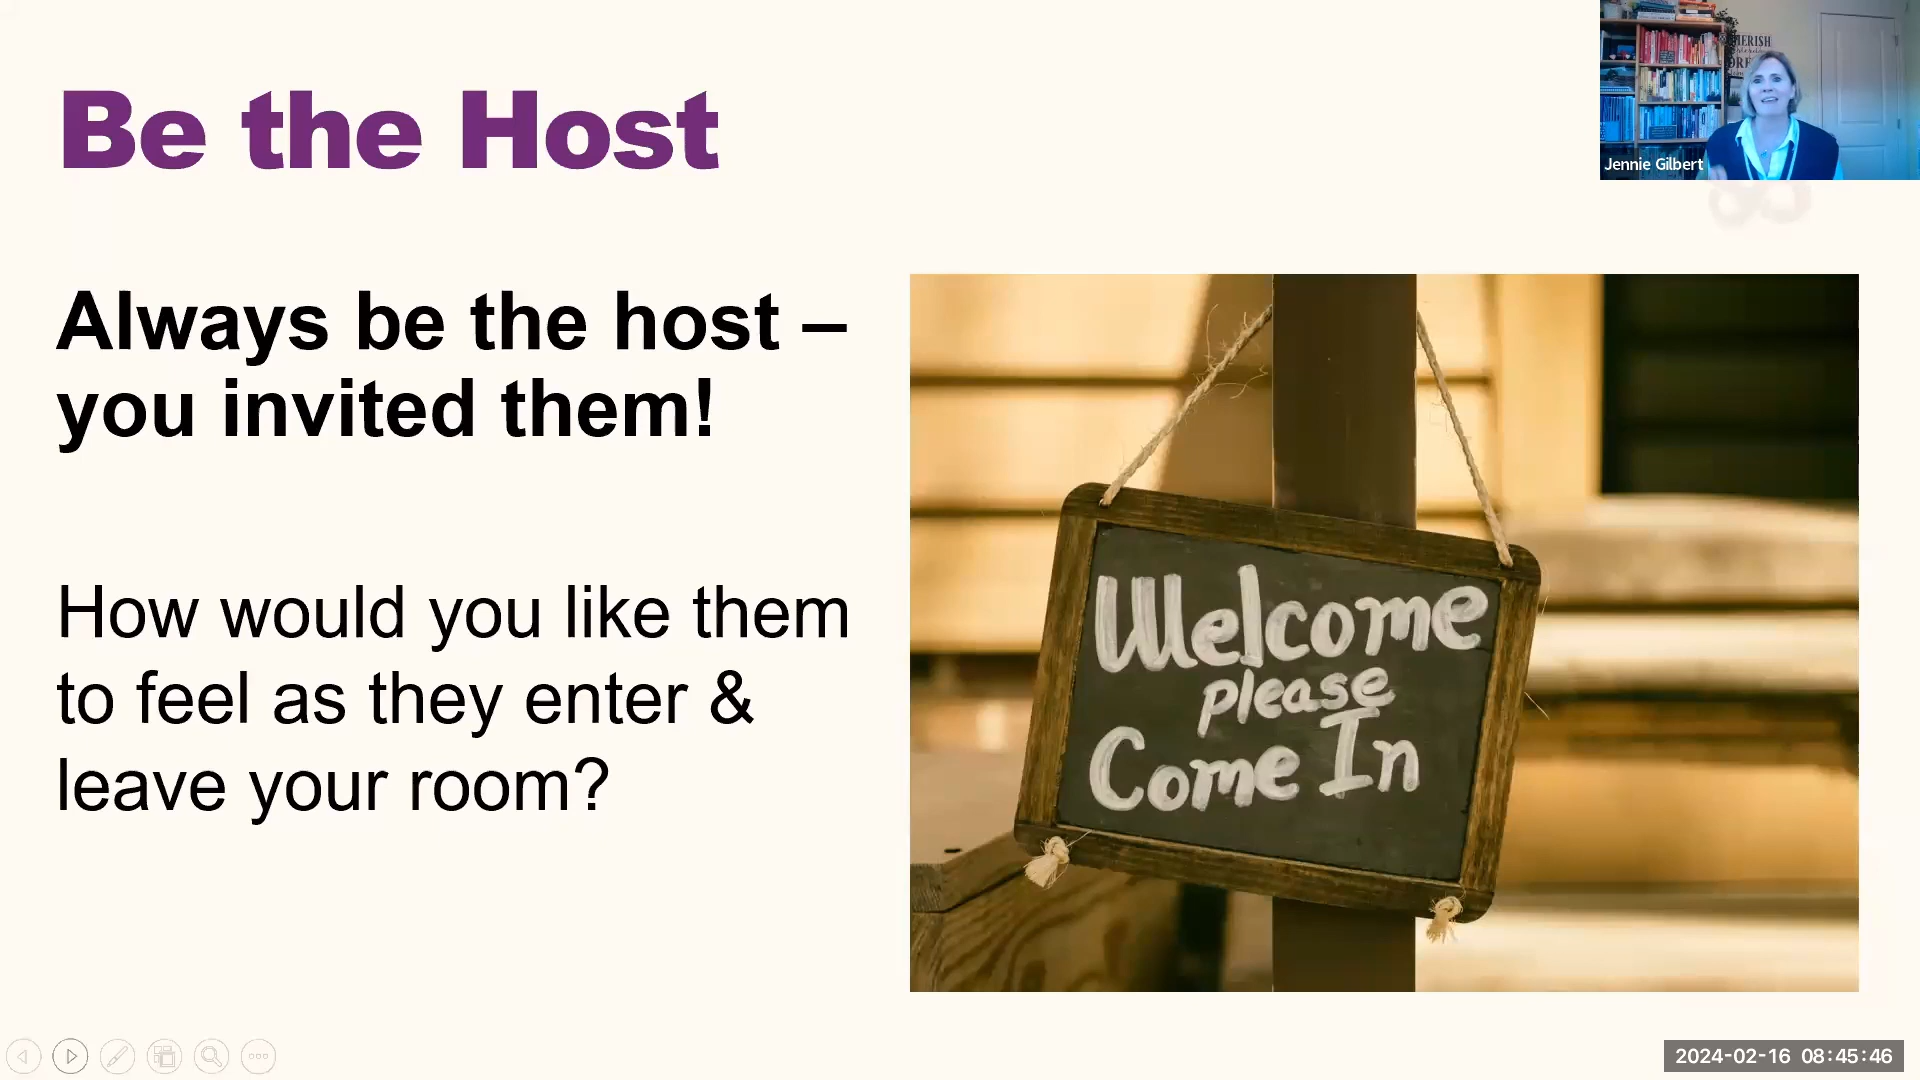 Be the Host
Jennie Gilbert
Always be the host –
you invited them!
How would you like them
to feel as they enter &
leave your room?
Welcome
please
Come In
2024-02-16 08:45:46